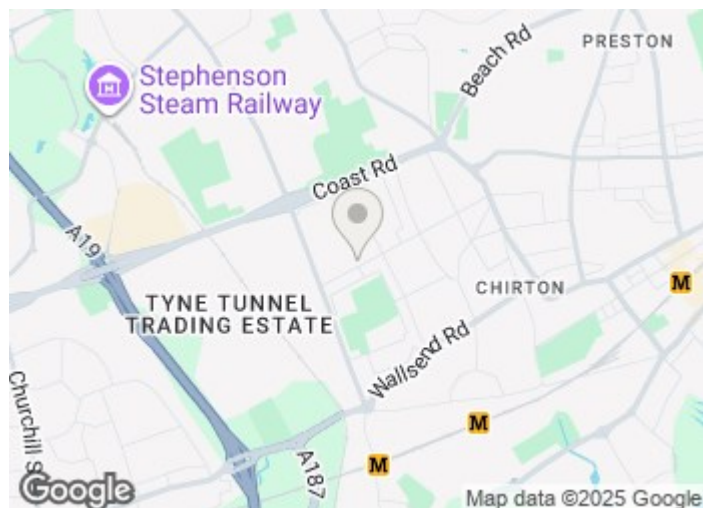 PRESTON
Beach Rd
Stephenson
Steam Railway
Coast Rd
A19
CHIRTON
M
TYNE TUNNEL
TRADING ESTATE
Wallsend Rd
Churchill S
M
A187
M
Google
Map data ©2025 Google